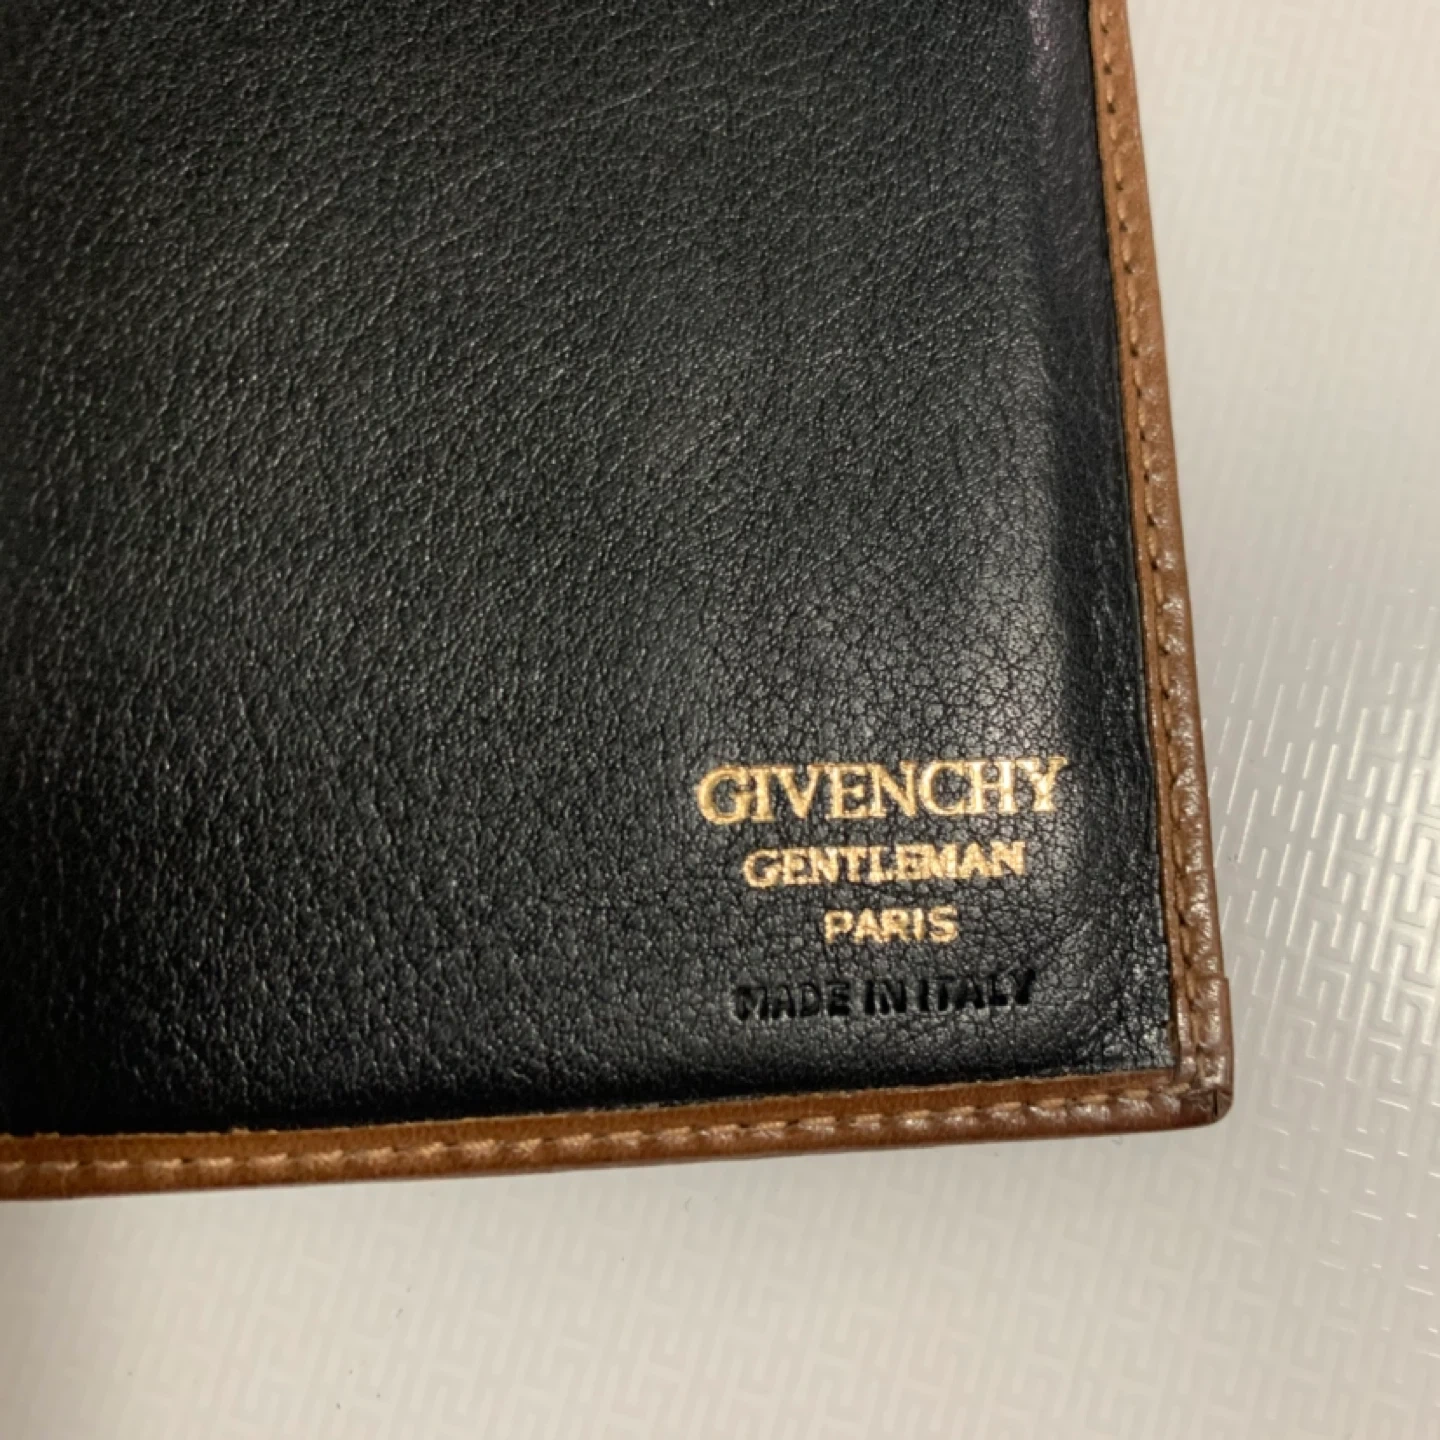 GIVENCHY
GENTLEMAN
PARIS
MADE IN ITALY